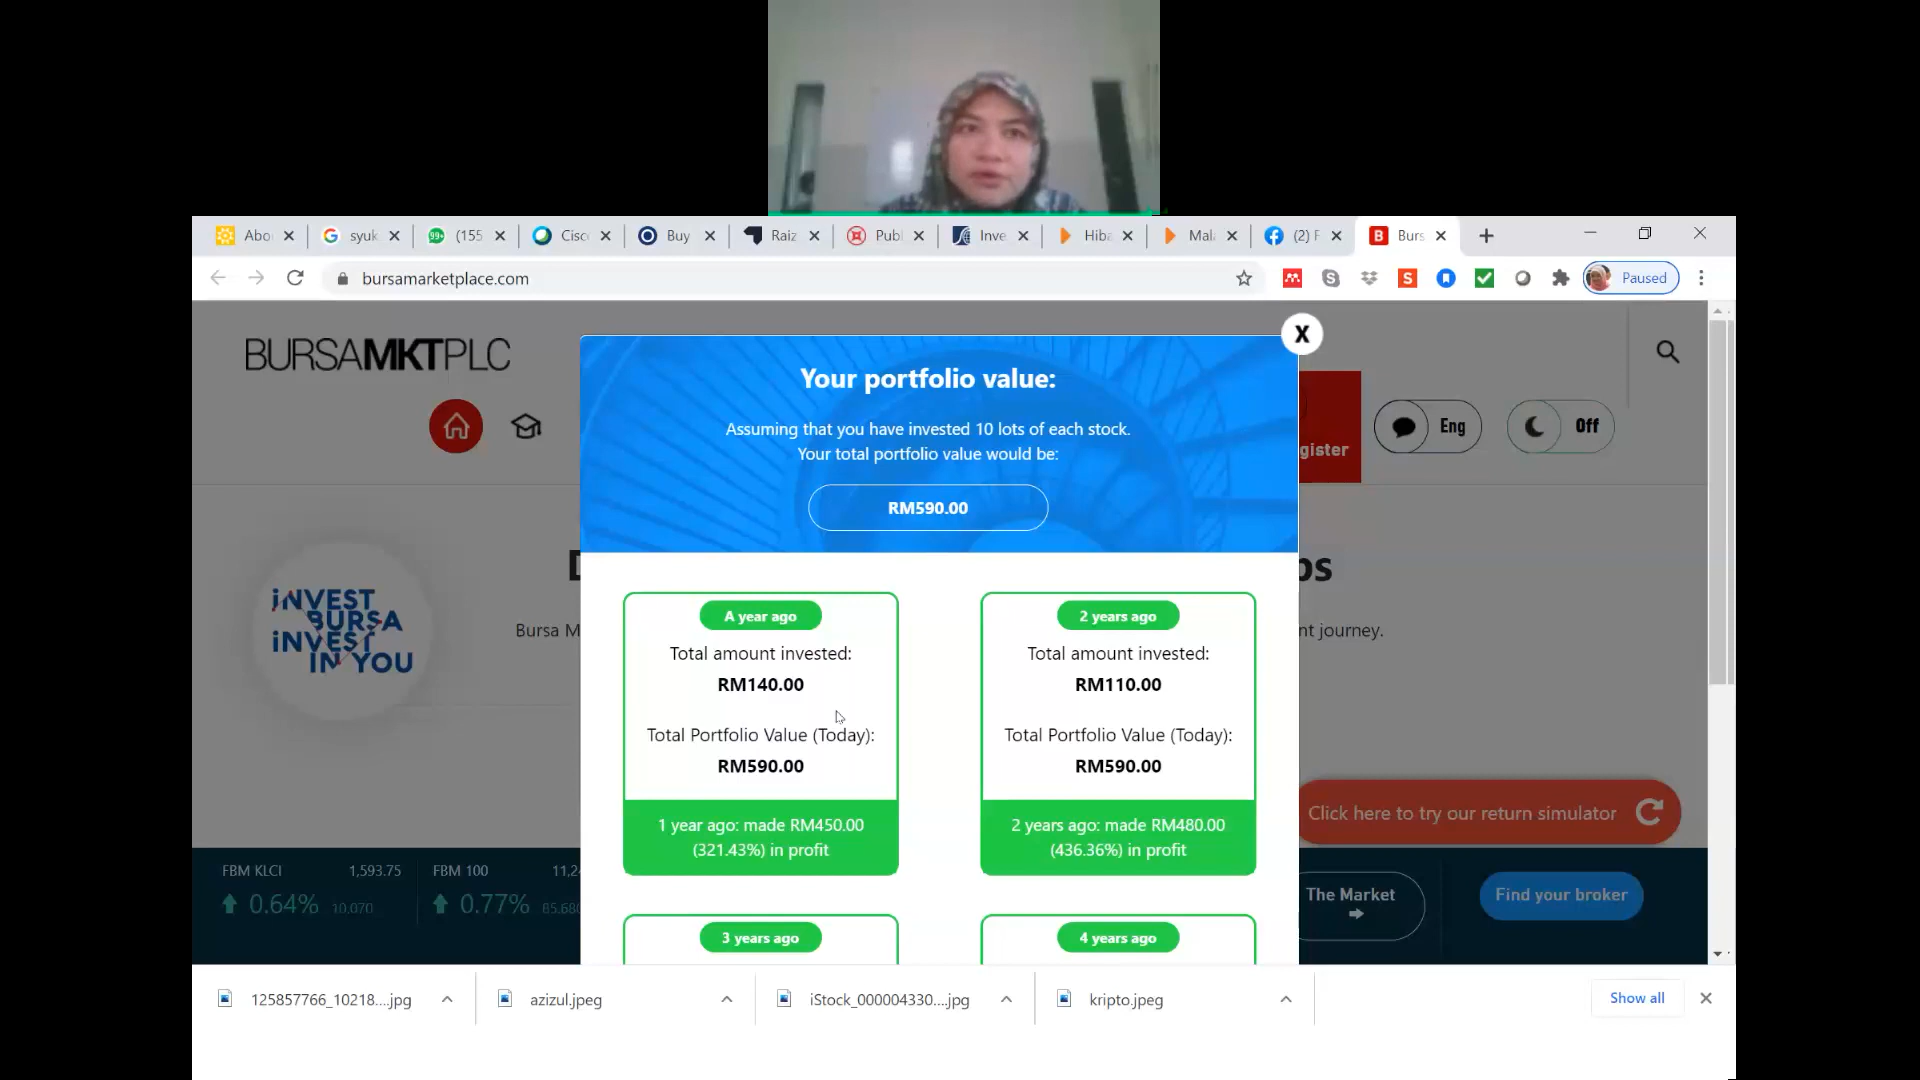 Abo
syuk
(155
Cisc
Buy
Raiz
Publ
Inve
Hiba
Mala
(2) F
Burs
bursamarketplace.com
Paused
BURSAMKTPLC
gister
Eng
Off
Your portfolio value:
Assuming that you have invested 10 lots of each stock.
Your total portfolio value would be:
RM590.00
iNVEST
BURSA
iNVEST
IN YOU
Bursa M
nt journey.
A year ago
Total amount invested:
RM140.00
Total Portfolio Value (Today):
RM590.00
1 year ago: made RM450.00
(321.43%) in profit
2 years ago
Total amount invested:
RM110.00
Total Portfolio Value (Today):
RM590.00
2 years ago: made RM480.00
(436.36%) in profit
3 years ago
4 years ago
Click here to try our return simulator
FBM KLCI 1,593.75
0.64% 10.070
FBM 100 11,24
0.77% 85.680
The Market
Find your broker
125857766_10218....jpg
azizul.jpeg
iStock_000004330....jpg
kripto.jpeg
Show all